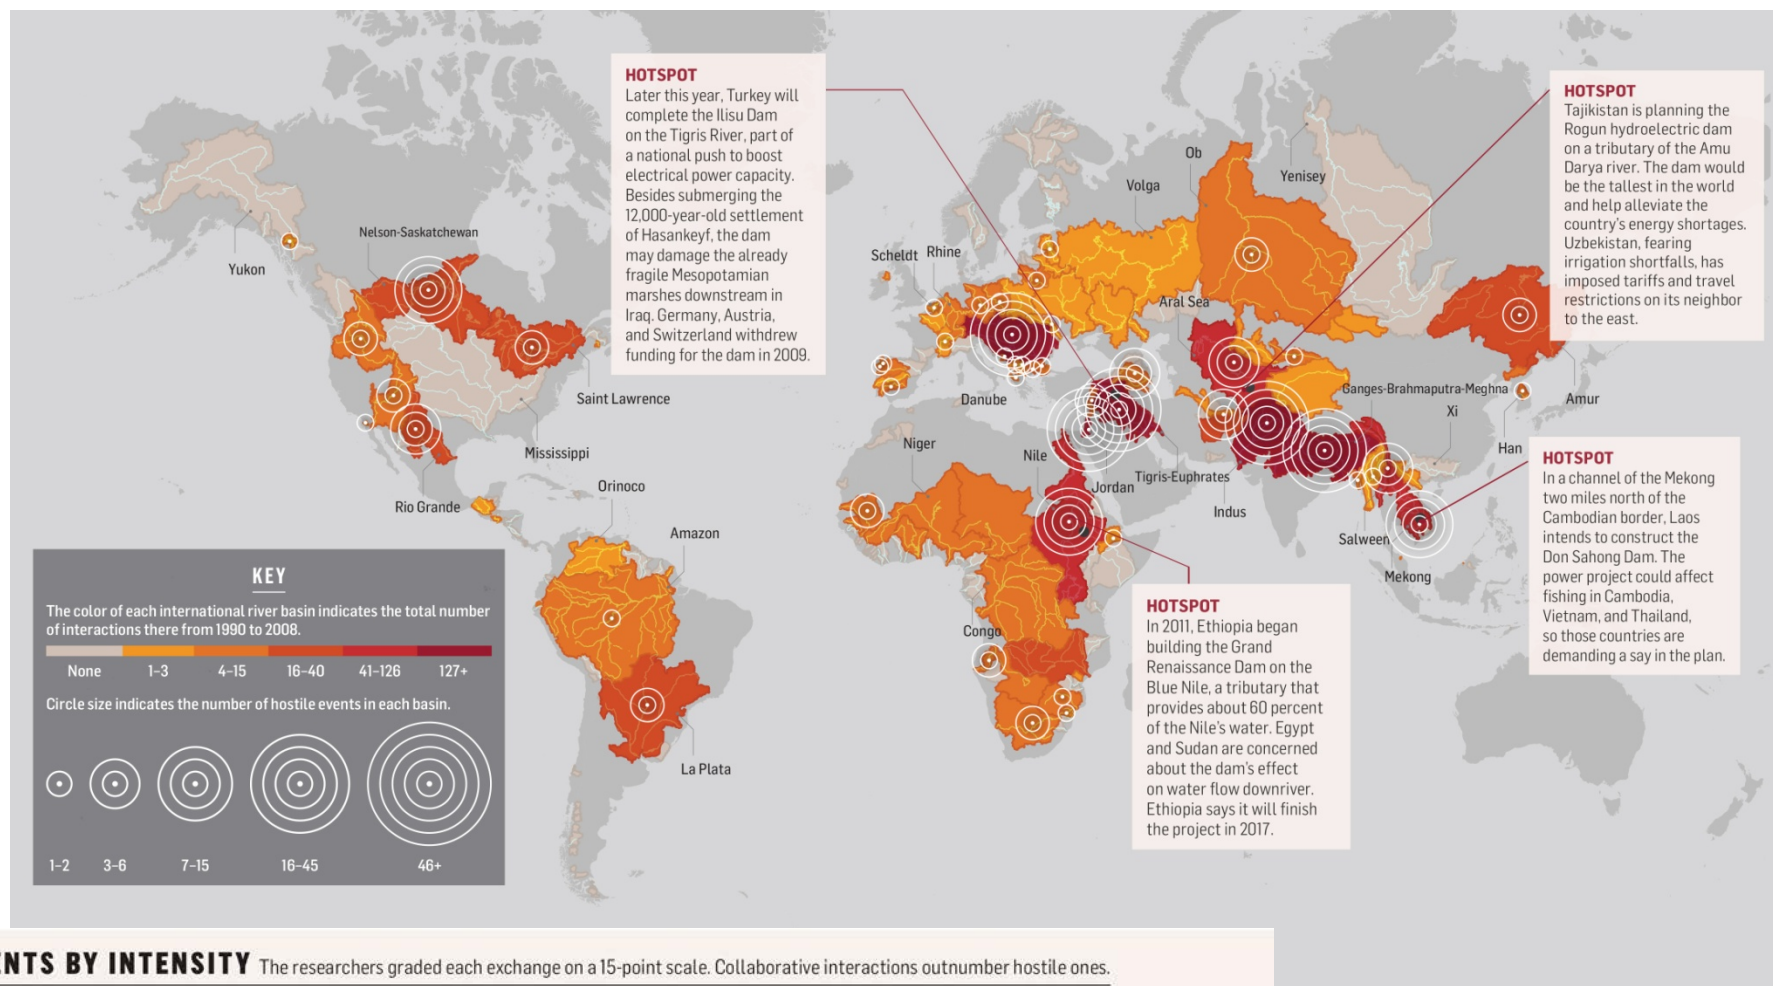 HOTSPOT
Later this year, Turkey will
complete the Ilisu Dam
on the Tigris River, part of
a national push to boost
electrical power capacity.
Besides submerging the
12,000-year-old settlement
of Hasankeyf, the dam
may damage the already
fragile Mesopotamian
marshes downstream in
Iraq. Germany, Austria,
and Switzerland withdrew
funding for the dam in 2009.
HOTSPOT
Tajikistan is planning the
Rogun hydroelectric dam
on a tributary of the Amu
Darya river. The dam would
be the tallest in the world
and help alleviate the
country's energy shortages.
Uzbekistan, fearing
irrigation shortfalls, has
imposed tariffs and travel
restrictions on its neighbor
to the east.
Yukon
Nelson-Saskatchewan
Saint Lawrence
Mississippi
Rio Grande
Orinoco
Amazon
La Plata
Scheldt
Rhine
Volga
Ob
Yenisey
Aral Sea
Danube
Niger
Nile
Jordan
Tigris-Euphrates
Indus
Ganges-Brahmaputra-Meghna
Xi
Han
Amur
Salween
Mekong
Congo
HOTSPOT
In a channel of the Mekong
two miles north of the
Cambodian border, Laos
intends to construct the
Don Sahong Dam. The
power project could affect
fishing in Cambodia,
Vietnam, and Thailand,
so those countries are
demanding a say in the plan.
HOTSPOT
In 2011, Ethiopia began
building the Grand
Renaissance Dam on the
Blue Nile, a tributary that
provides about 60 percent
of the Nile's water. Egypt
and Sudan are concerned
about the dam's effect
on water flow downriver.
Ethiopia says it will finish
the project in 2017.
KEY
The color of each international river basin indicates the total number
of interactions there from 1990 to 2008.
None 1–3 4–15 16–40 41–126 127+
Circle size indicates the number of hostile events in each basin.
1–2 3–6 7–15 16–45 46+
ENTS BY INTENSITY The researchers graded each exchange on a 15-point scale. Collaborative interactions outnumber hostile ones.